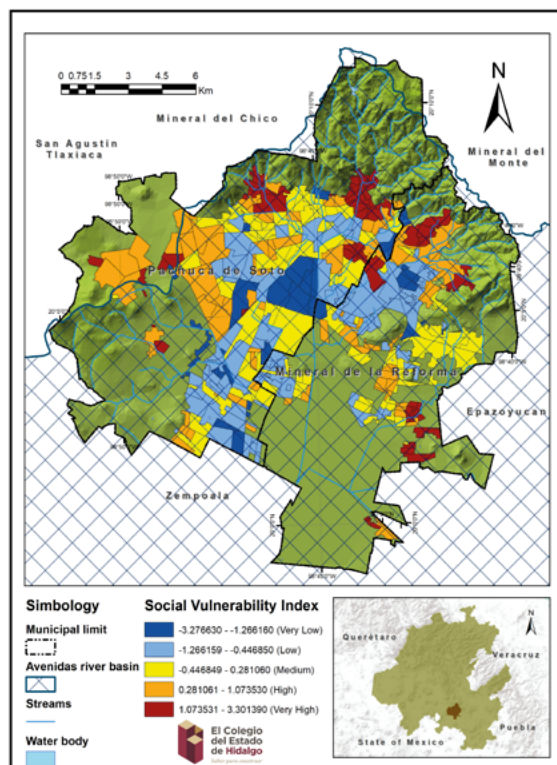 0 0.75 1.5 3 4.5 6
Km
N
Mineral del Chico
San Agustin
Tlaxiaca
Mineral del
Monte
Pachuca de Soto
Mineral de la Reforma
Epazoyucan
Zempoala
Simbology
Municipal limit
Avenidas river basin
Streams
Water body
Social Vulnerability Index
-3.276630 - -1.266160 (Very Low)
-1.266159 - -0.446850 (Low)
-0.446849 - 0.281060 (Medium)
0.281061 - 1.073530 (High)
1.073531 - 3.301390 (Very High)
El Colegio
del Estado
de Hidalgo
N
Querétaro
Veracruz
Puebla
State of Mexico